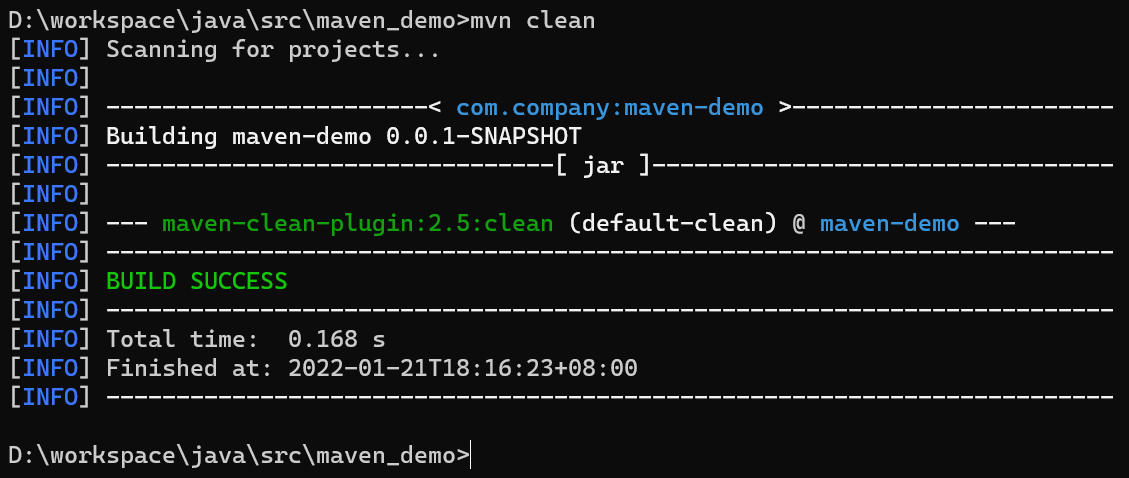 D:\workspace\java\src\maven_demo>mvn clean
[INFO] Scanning for projects...
[INFO]
[INFO] -----------------------< com.company:maven-demo >-----------------------
[INFO] Building maven-demo 0.0.1-SNAPSHOT
[INFO] --------------------------------[ jar ]---------------------------------
[INFO]
[INFO] --- maven-clean-plugin:2.5:clean (default-clean) @ maven-demo ---
[INFO] ------------------------------------------------------------------------
[INFO] BUILD SUCCESS
[INFO] ------------------------------------------------------------------------
[INFO] Total time:  0.168 s
[INFO] Finished at: 2022-01-21T18:16:23+08:00
[INFO] ------------------------------------------------------------------------
D:\workspace\java\src\maven_demo>